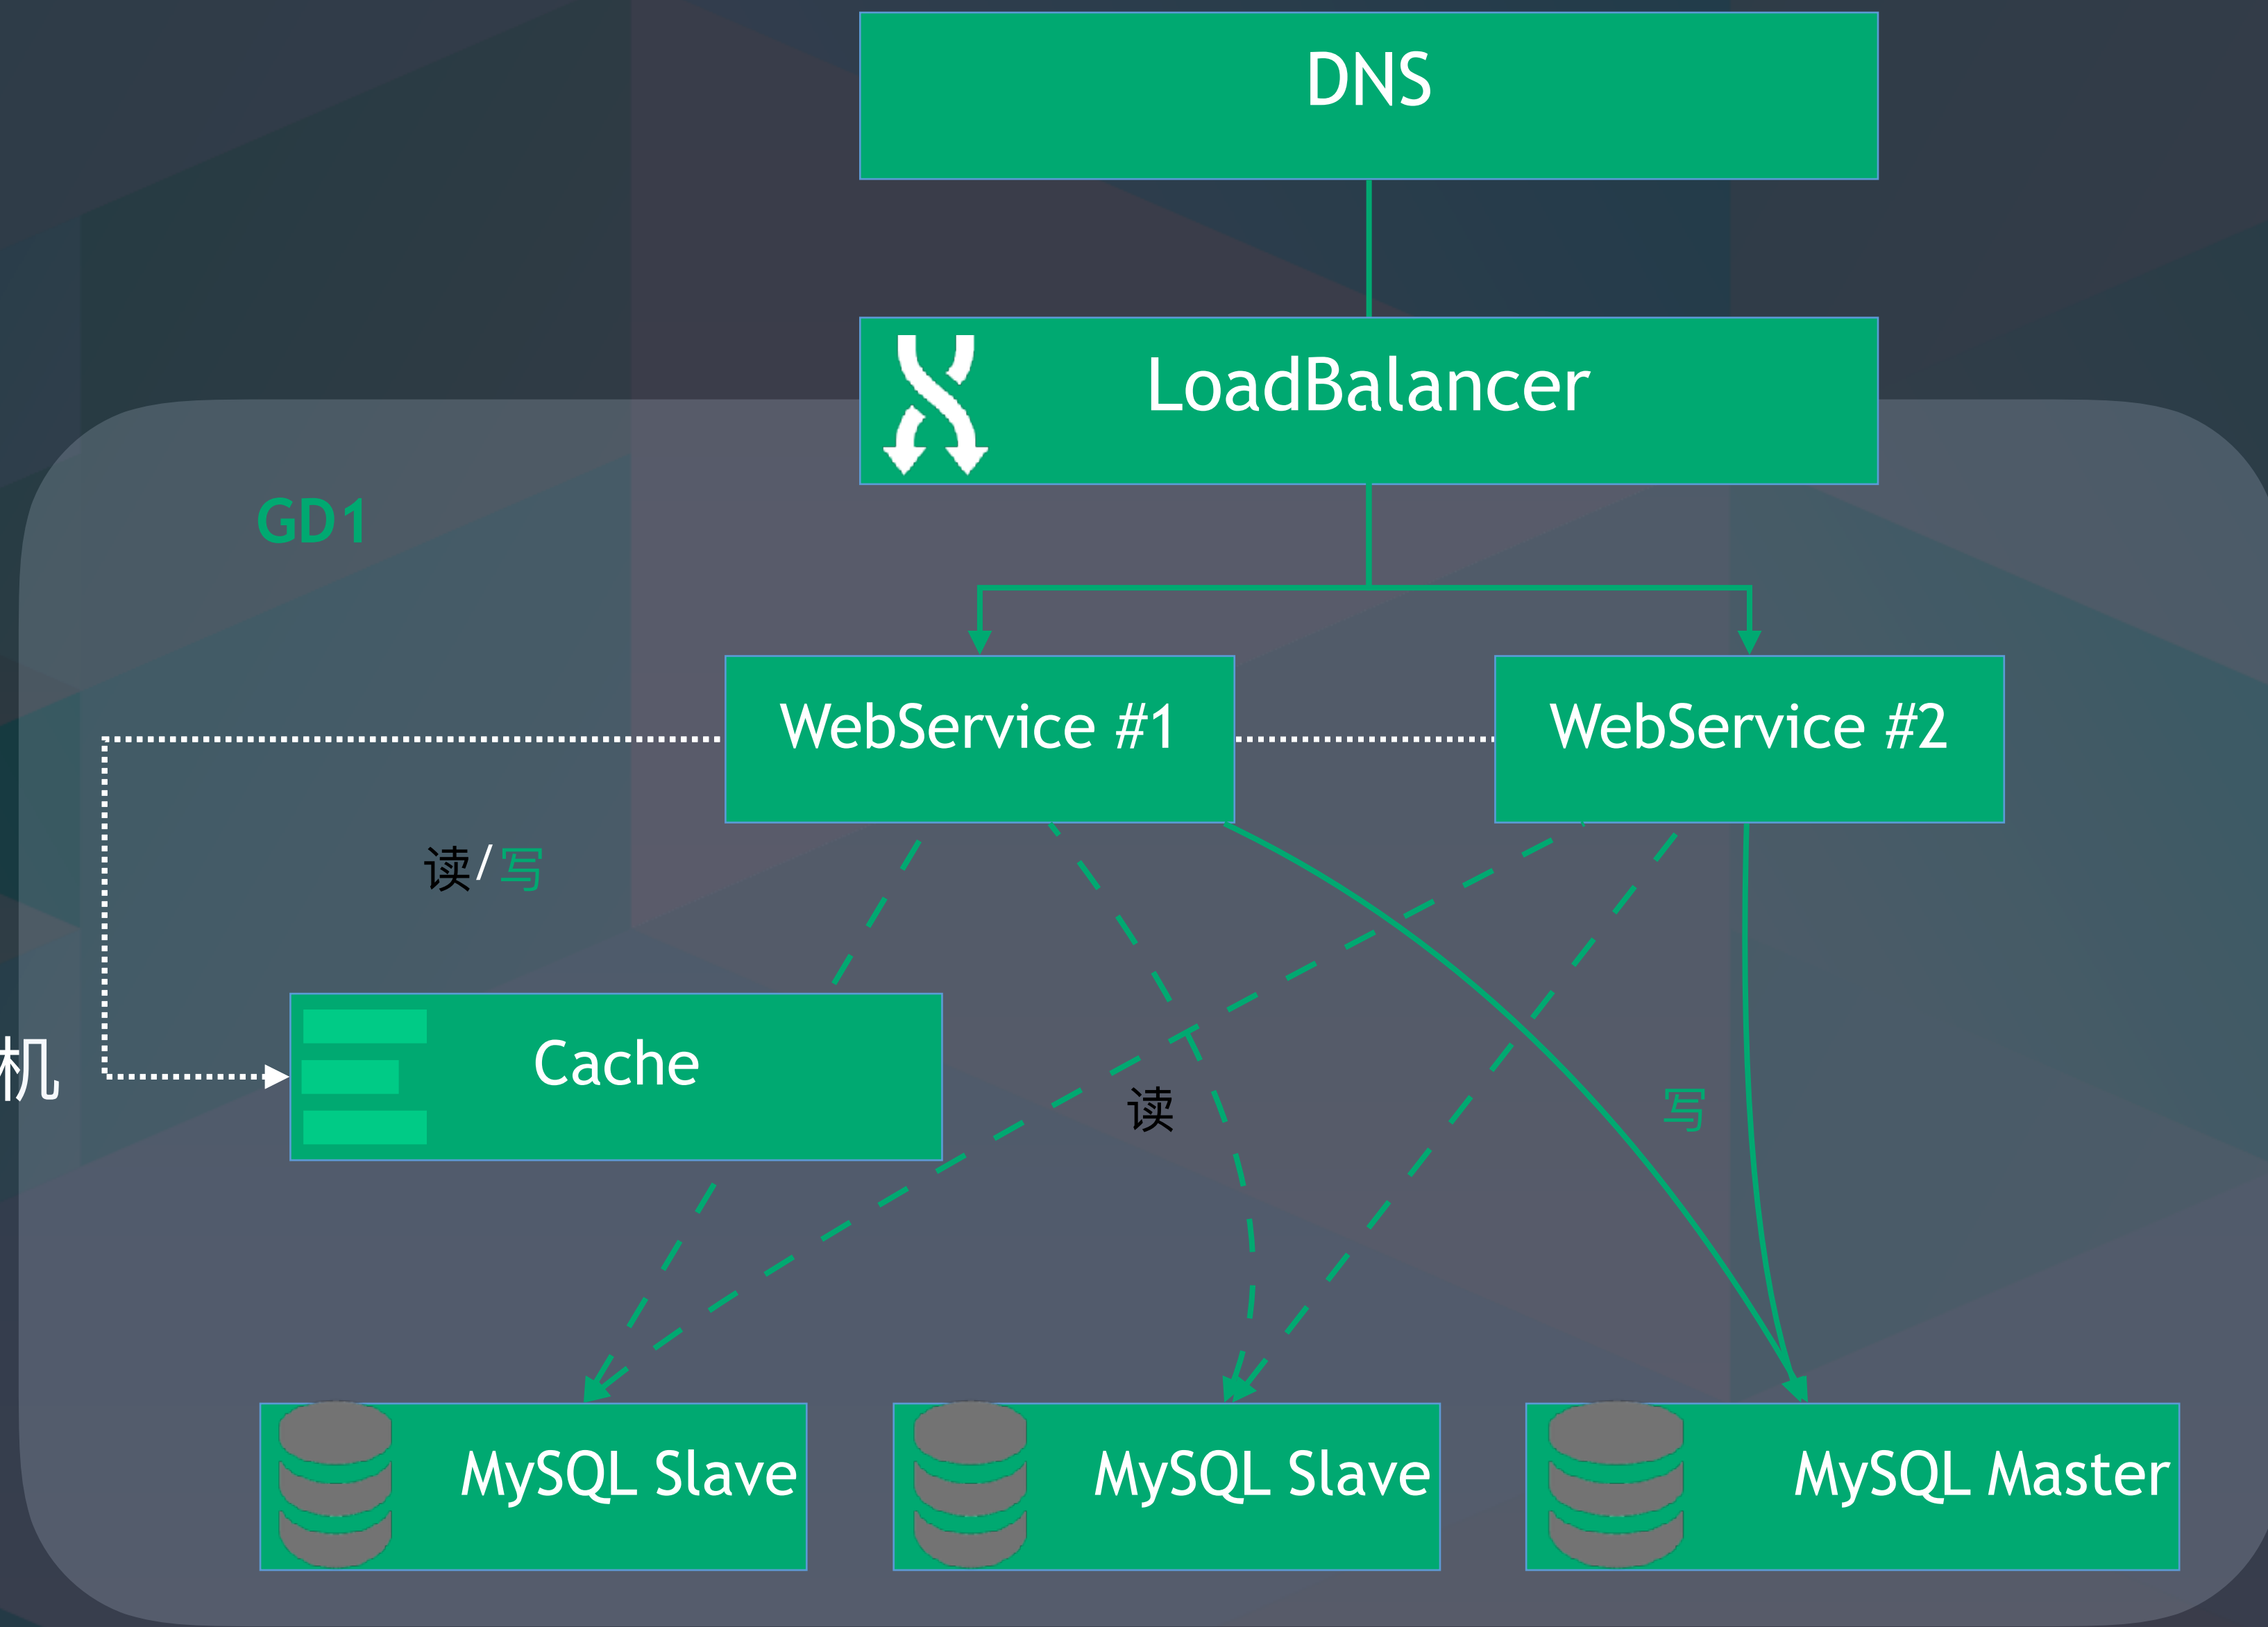 DNS
LoadBalancer
GD1
WebService #1
WebService #2
读/写
机
Cache
读
写
MySQL Slave
MySQL Slave
MySQL Master